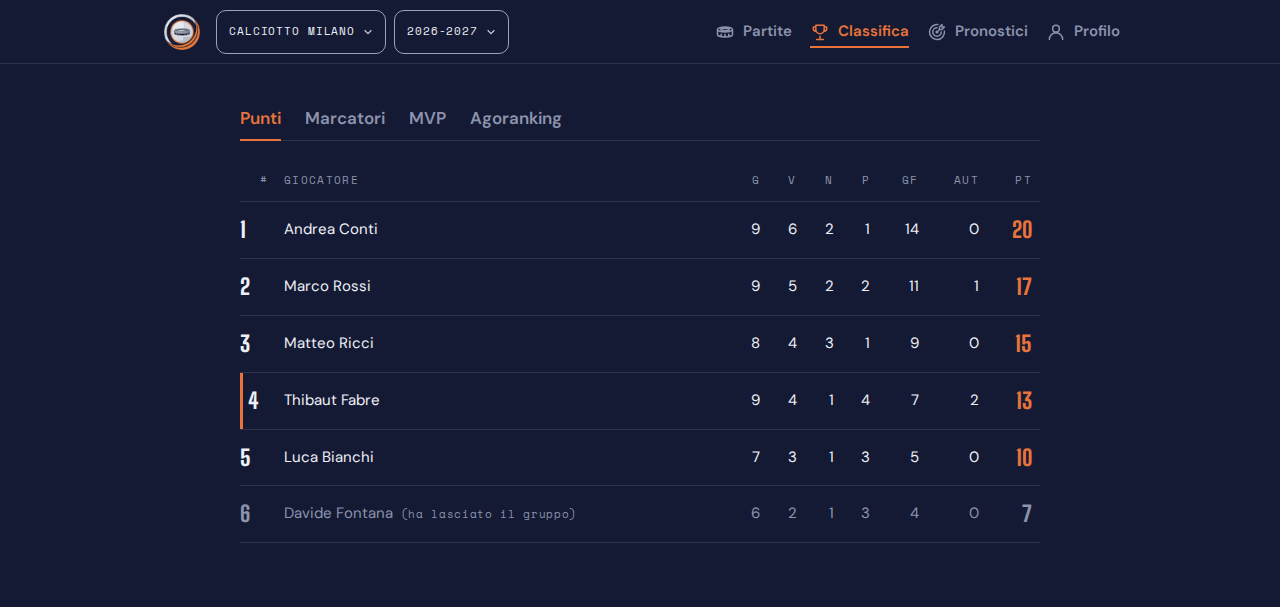 CALCIOTTO MILANO 2026-2027 Partite Classifica Pronostici Profilo
Punti Marcatori MVP Agoranking
# GIOCATORE G V N P GF AUT PT
1 Andrea Conti 9 6 2 1 14 0 20
2 Marco Rossi 9 5 2 2 11 1 17
3 Matteo Ricci 8 4 3 1 9 0 15
4 Thibaut Fabre 9 4 1 4 7 2 13
5 Luca Bianchi 7 3 1 3 5 0 10
6 Davide Fontana (ha lasciato il gruppo) 6 2 1 3 4 0 7